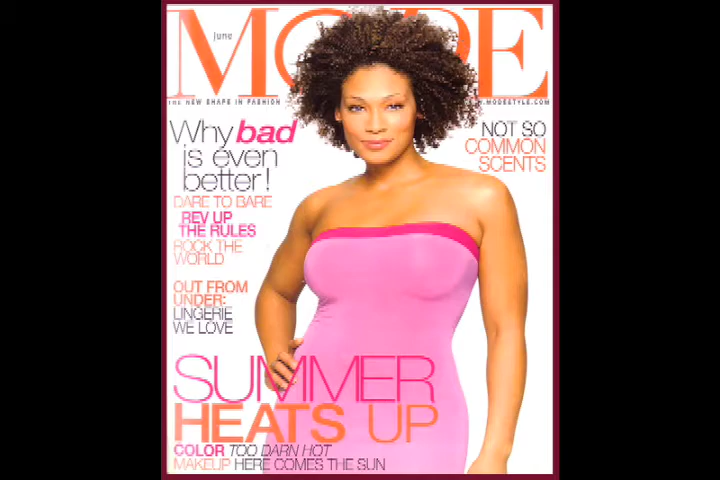 June
MODE
THE NEW SHAPE IN FASHION
W.MODESTYLE.COM
Why bad
is even
better!
DARE TO BARE
REV UP
THE RULES
ROCK THE
WORLD
OUT FROM
UNDER:
LINGERIE
WE LOVE
NOT SO
COMMON
SCENTS
SUMMER
HEATS UP
COLOR TOO DARN HOT
MAKEUP HERE COMES THE SUN